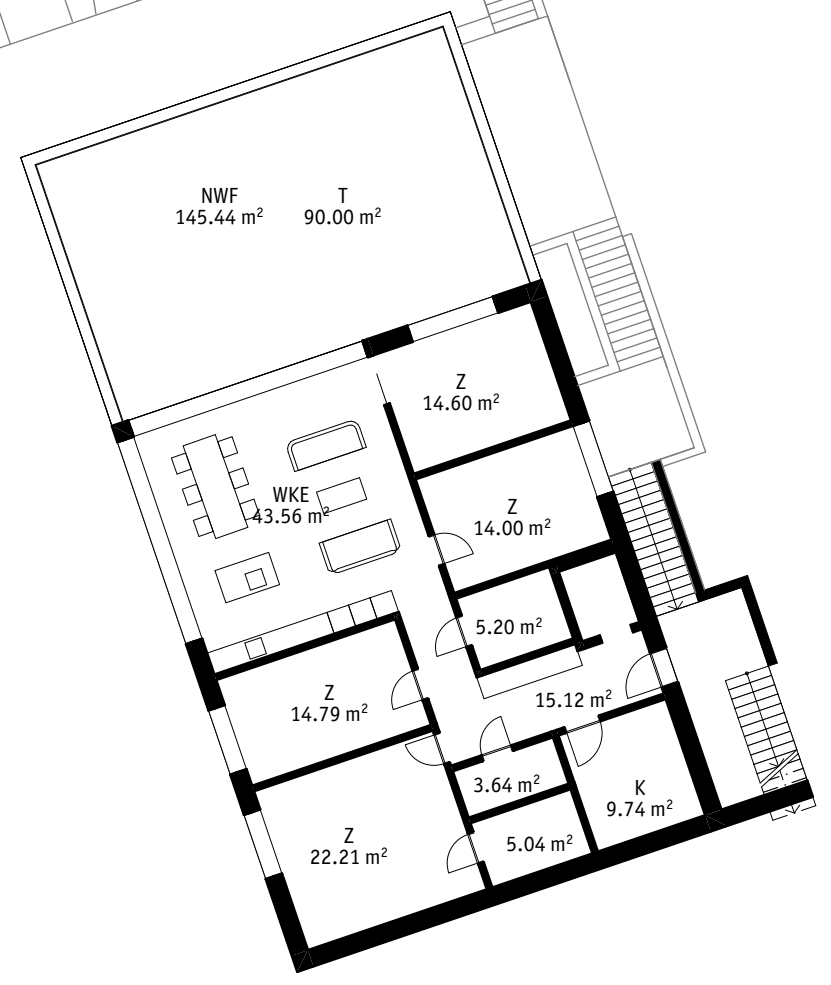 NWF
145.44 m²
T
90.00 m²
Z
14.60 m²
WKE
43.56 m²
Z
14.00 m²
5.20 m²
Z
14.79 m²
15.12 m²
3.64 m²
K
9.74 m²
Z
22.21 m²
5.04 m²